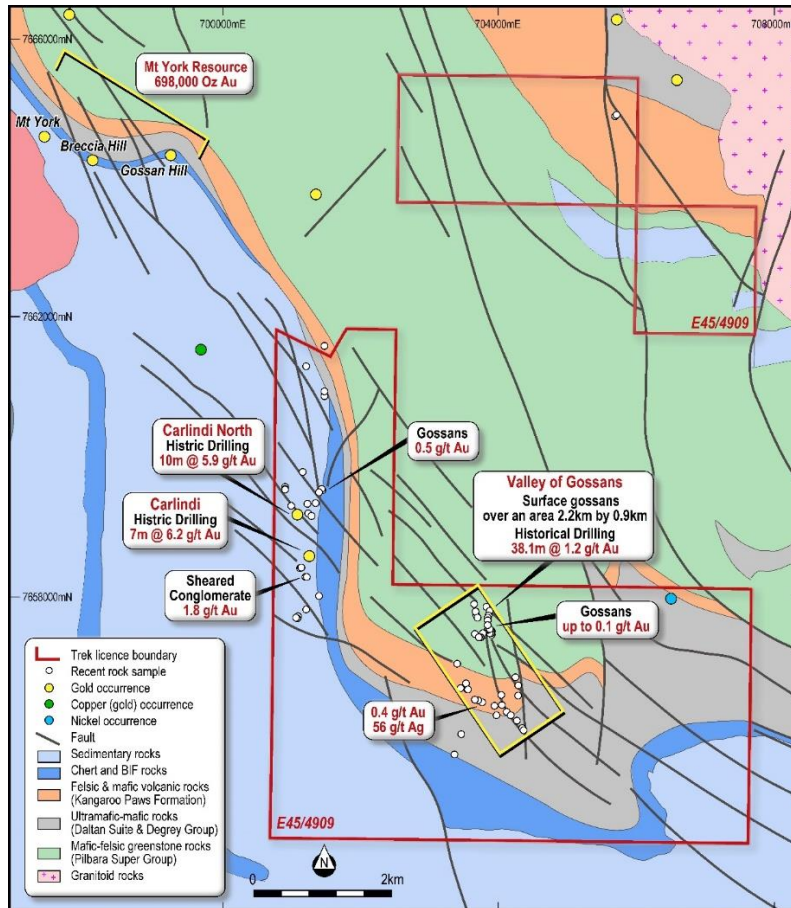 700000mE
704000mE
708000mE
7666000mN
Mt York Resource
698,000 Oz Au
Mt York
Breccia Hill
Gossan Hill
7662000mN
E45/4909
Carlindi North
Histric Drilling
10m @ 5.9 g/t Au
Gossans
0.5 g/t Au
Carlindi
Histric Drilling
7m @ 6.2 g/t Au
Valley of Gossans
Surface gossans
over an area 2.2km by 0.9km
Historical Drilling
38.1m @ 1.2 g/t Au
Sheared
Conglomerate
1.8 g/t Au
7658000mN
Gossans
up to 0.1 g/t Au
0.4 g/t Au
56 g/t Ag
E45/4909
Trek licence boundary
Recent rock sample
Gold occurrence
Copper (gold) occurrence
Nickel occurrence
Fault
Sedimentary rocks
Chert and BIF rocks
Felsic & mafic volcanic rocks
(Kangaroo Paws Formation)
Ultramafic-mafic rocks
(Daltan Suite & Degrey Group)
Mafic-felsic greenstone rocks
(Pilbara Super Group)
Granitoid rocks
N
0
2km